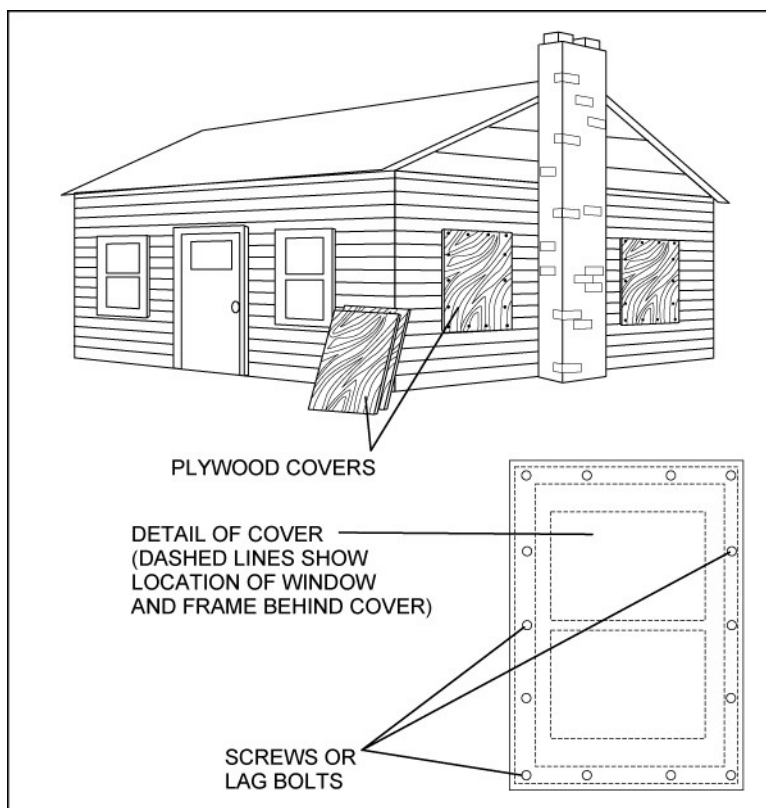 PLYWOOD COVERS
DETAIL OF COVER
(DASHED LINES SHOW
LOCATION OF WINDOW
AND FRAME BEHIND COVER)
SCREWS OR
LAG BOLTS